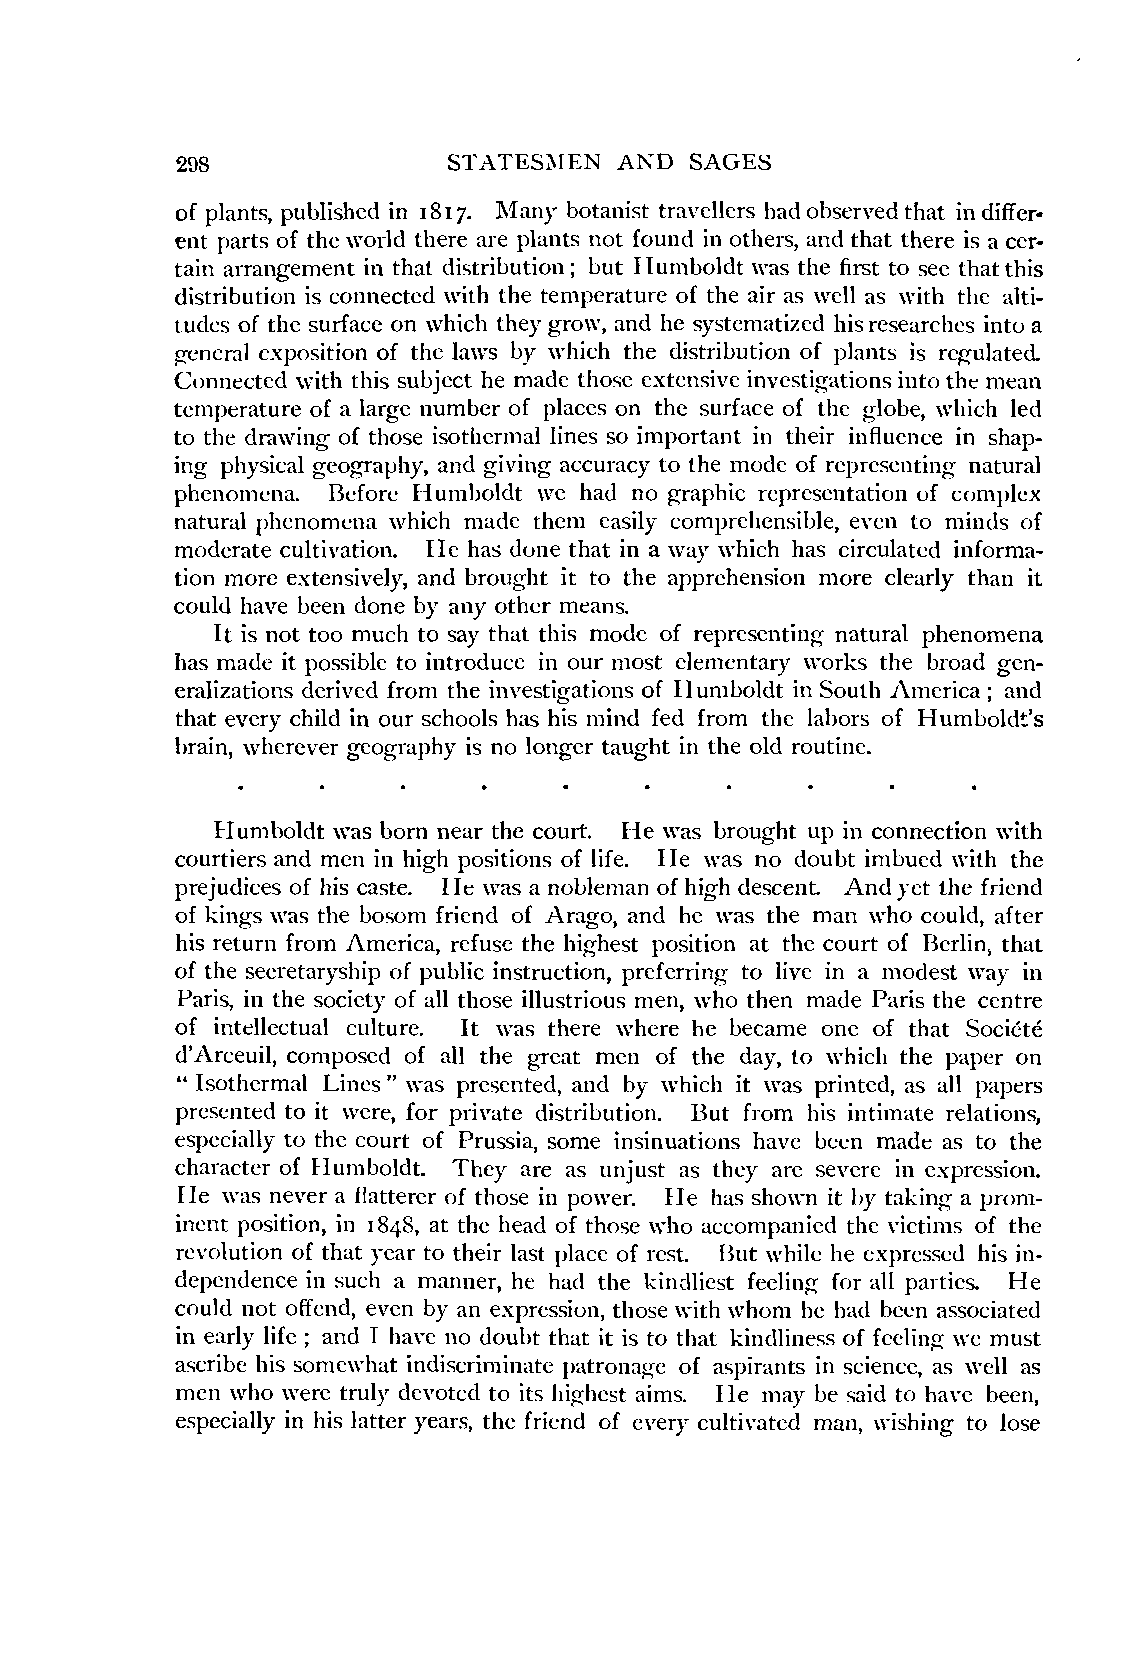 298 STATESMEN AND SAGES
of plants, published in 1817. Many botanist travellers had observed that in differ-
ent parts of the world there are plants not found in others, and that there is a cer-
tain arrangement in that distribution; but Humboldt was the first to see that this
distribution is connected with the temperature of the air as well as with the alti-
tudes of the surface on which they grow, and he systematized his researches into a
general exposition of the laws by which the distribution of plants is regulated.
Connected with this subject he made those extensive investigations into the mean
temperature of a large number of places on the surface of the globe, which led
to the drawing of those isothermal lines so important in their influence in shap-
ing physical geography, and giving accuracy to the mode of representing natural
phenomena. Before Humboldt we had no graphic representation of complex
natural phenomena which made them easily comprehensible, even to minds of
moderate cultivation. He has done that in a way which has circulated informa-
tion more extensively, and brought it to the apprehension more clearly than it
could have been done by any other means.
It is not too much to say that this mode of representing natural phenomena
has made it possible to introduce in our most elementary works the broad gen-
eralizations derived from the investigations of Humboldt in South America; and
that every child in our schools has his mind fed from the labors of Humboldt's
brain, wherever geography is no longer taught in the old routine.
. . . . . . . . . .
Humboldt was born near the court. He was brought up in connection with
courtiers and men in high positions of life. He was no doubt imbued with the
prejudices of his caste. He was a nobleman of high descent. And yet the friend
of kings was the bosom friend of Arago, and he was the man who could, after
his return from America, refuse the highest position at the court of Berlin, that
of the secretaryship of public instruction, preferring to live in a modest way in
Paris, in the society of all those illustrious men, who then made Paris the centre
of intellectual culture. It was there where he became one of that Société
d'Arceuil, composed of all the great men of the day, to which the paper on
" Isothermal Lines " was presented, and by which it was printed, as all papers
presented to it were, for private distribution. But from his intimate relations,
especially to the court of Prussia, some insinuations have been made as to the
character of Humboldt. They are as unjust as they are severe in expression.
He was never a flatterer of those in power. He has shown it by taking a prom-
inent position, in 1848, at the head of those who accompanied the victims of the
revolution of that year to their last place of rest. But while he expressed his in-
dependence in such a manner, he had the kindliest feeling for all parties. He
could not offend, even by an expression, those with whom he had been associated
in early life; and I have no doubt that it is to that kindliness of feeling we must
ascribe his somewhat indiscriminate patronage of aspirants in science, as well as
men who were truly devoted to its highest aims. He may be said to have been,
especially in his latter years, the friend of every cultivated man, wishing to lose